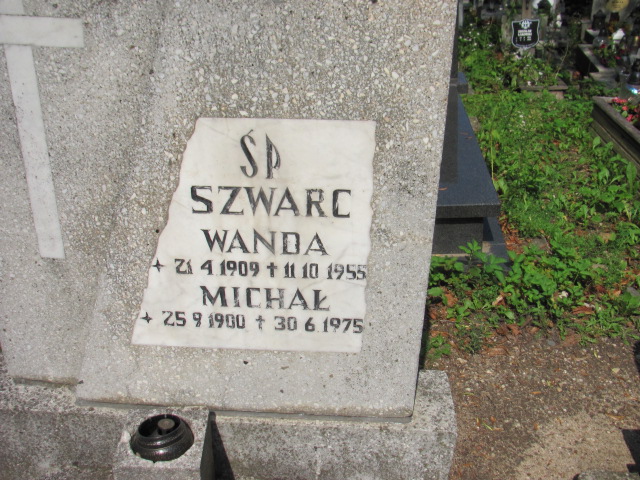 ŚP
SZWARC
WANDA
✦ 21 4 1909 ✝ 11 10 1955
MICHAŁ
✦ 25 9 1900 ✝ 30 6 1975